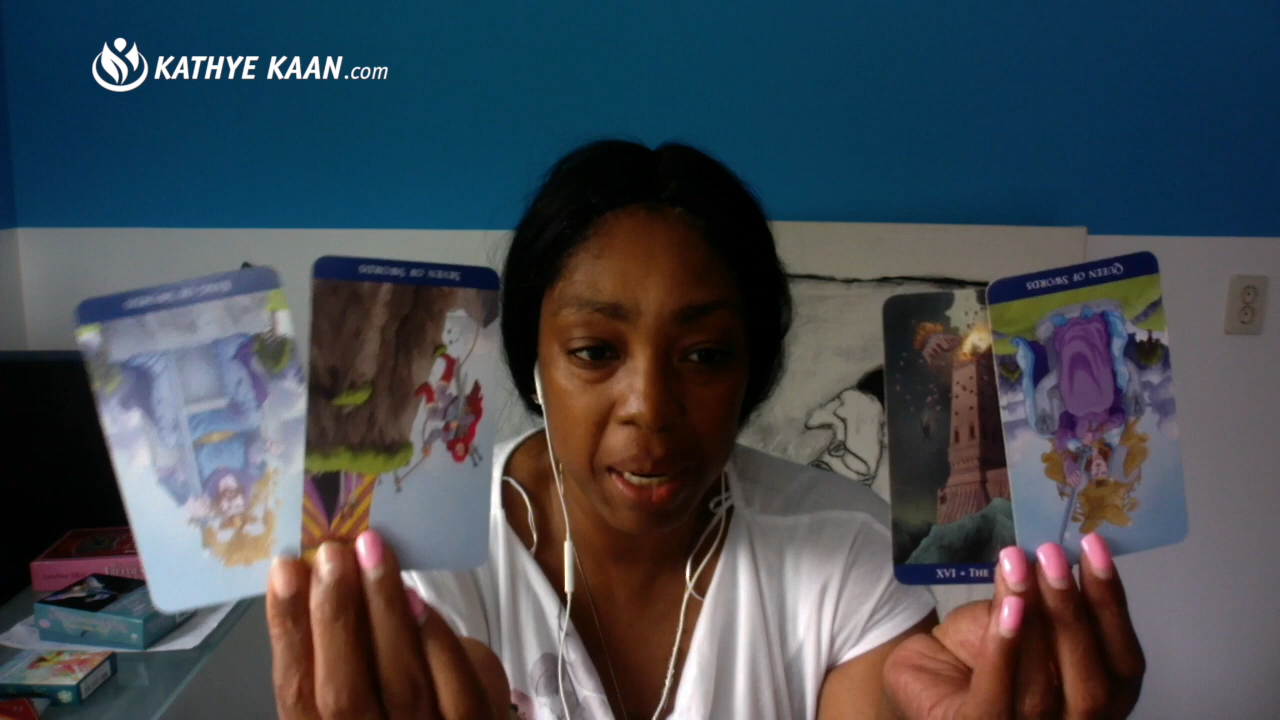 KATHYE KAAN.com
SEVEN OF SWORDS
QUEEN OF SWORDS
XVI • THE